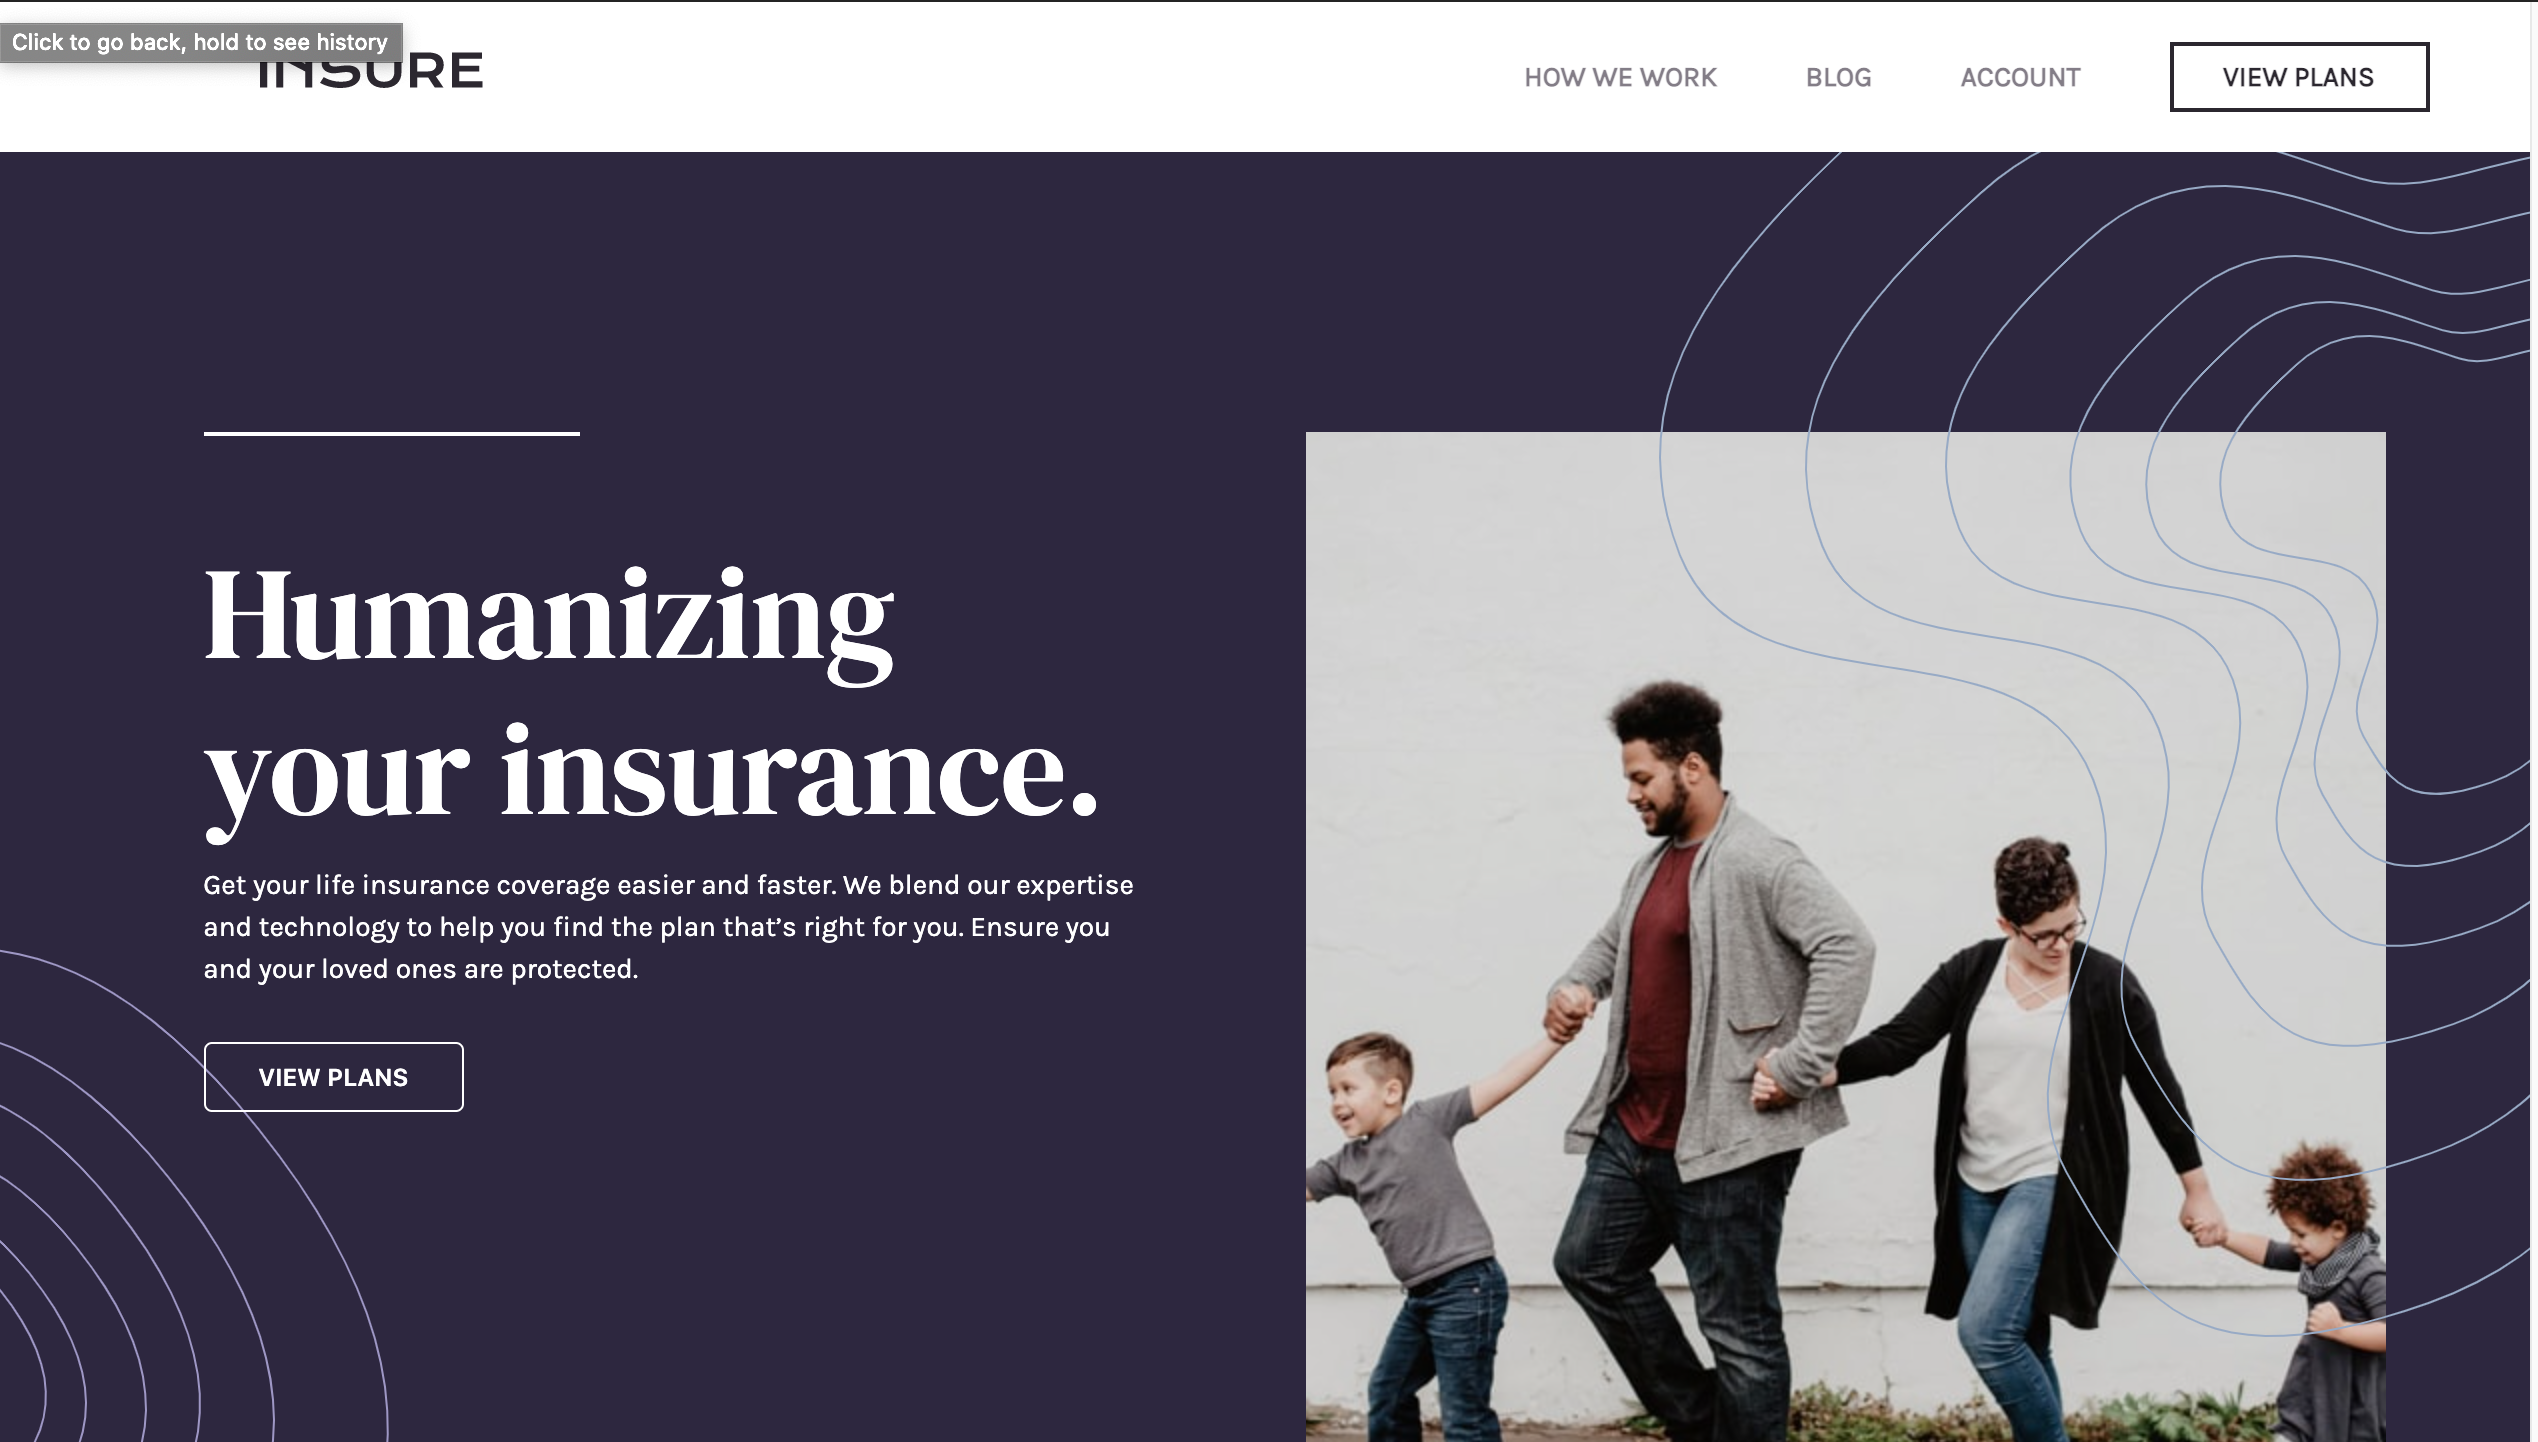 Click to go back, hold to see history
INSURE
HOW WE WORK
BLOG
ACCOUNT
VIEW PLANS
Humanizing
your insurance.
Get your life insurance coverage easier and faster. We blend our expertise
and technology to help you find the plan that’s right for you. Ensure you
and your loved ones are protected.
VIEW PLANS